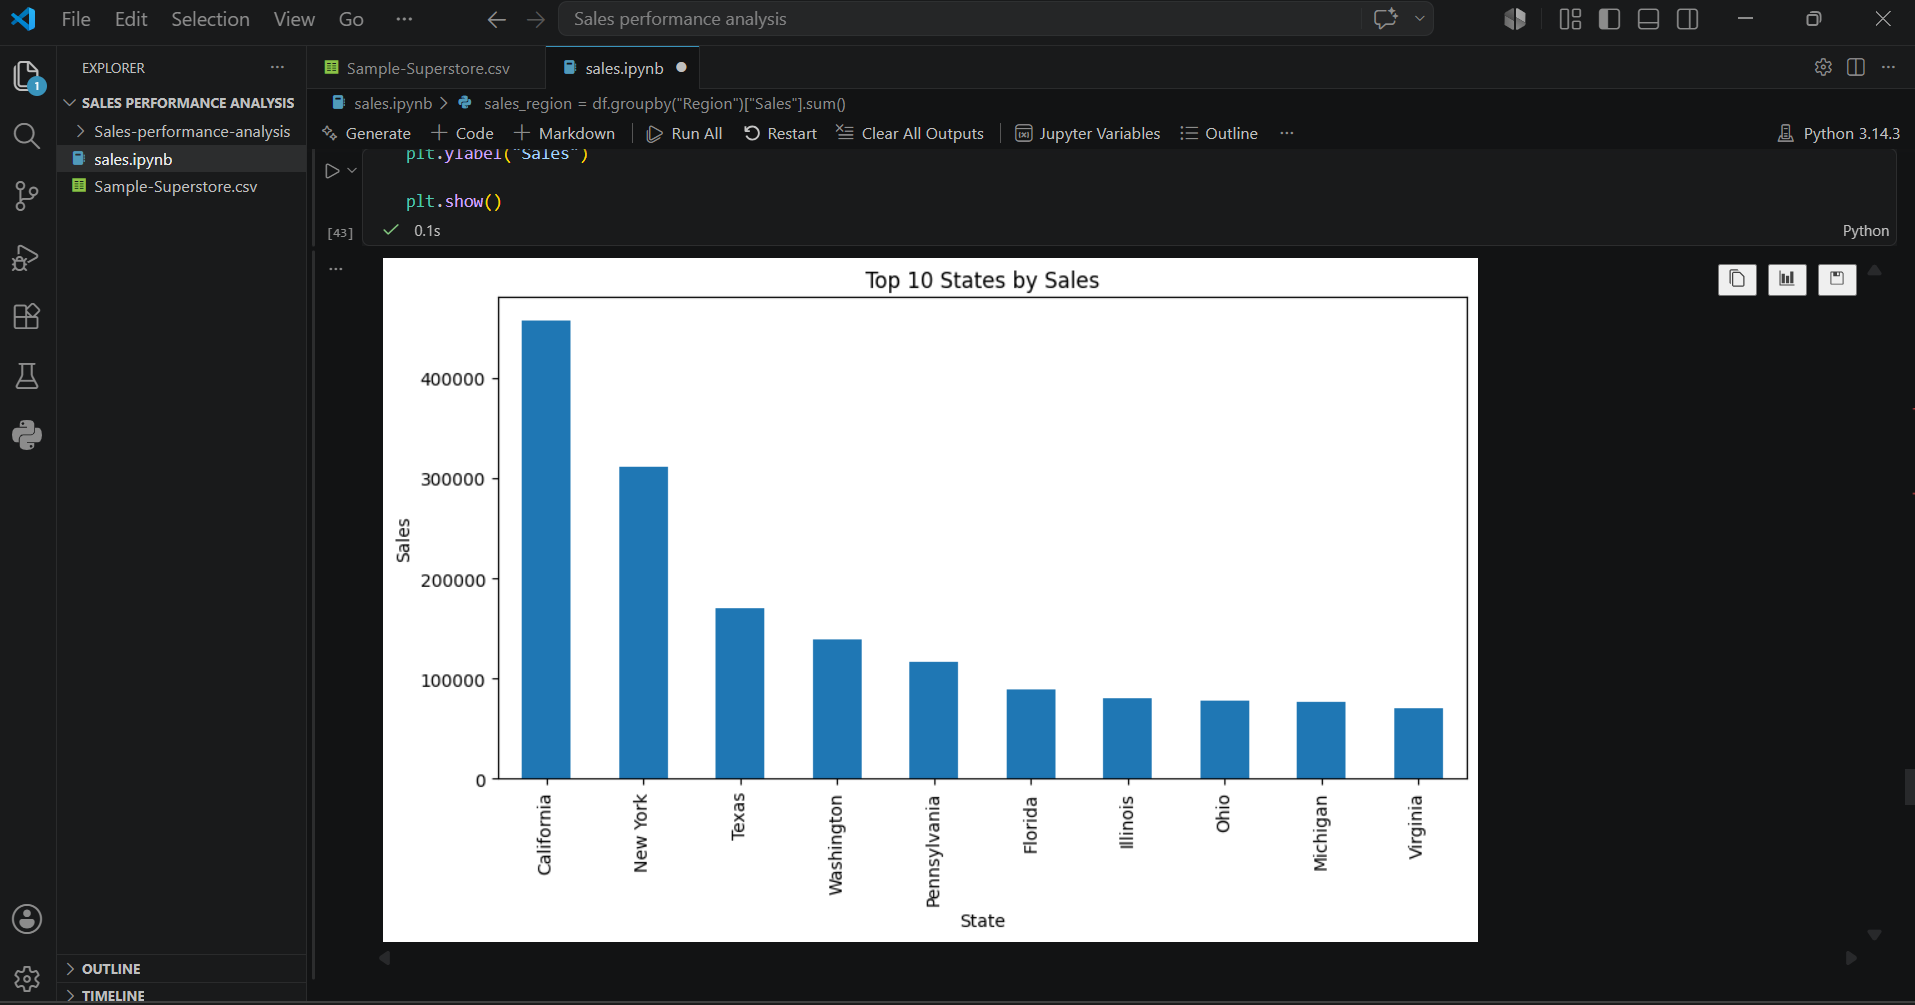 File Edit Selection View Go ... Sales performance analysis
EXPLORER ...
1
SALES PERFORMANCE ANALYSIS
Sales-performance-analysis
sales.ipynb
Sample-Superstore.csv
OUTLINE
TIMELINE
Sample-Superstore.csv sales.ipynb
sales.ipynb > sales_region = df.groupby("Region")["Sales"].sum()
Generate + Code + Markdown Run All Restart Clear All Outputs Jupyter Variables Outline ... Python 3.14.3
plt.ylabel("Sales")
plt.show()
[43] 0.1s Python
Top 10 States by Sales
400000
300000
200000
100000
0
Sales
California
New York
Texas
Washington
Pennsylvania
Florida
Illinois
Ohio
Michigan
Virginia
State